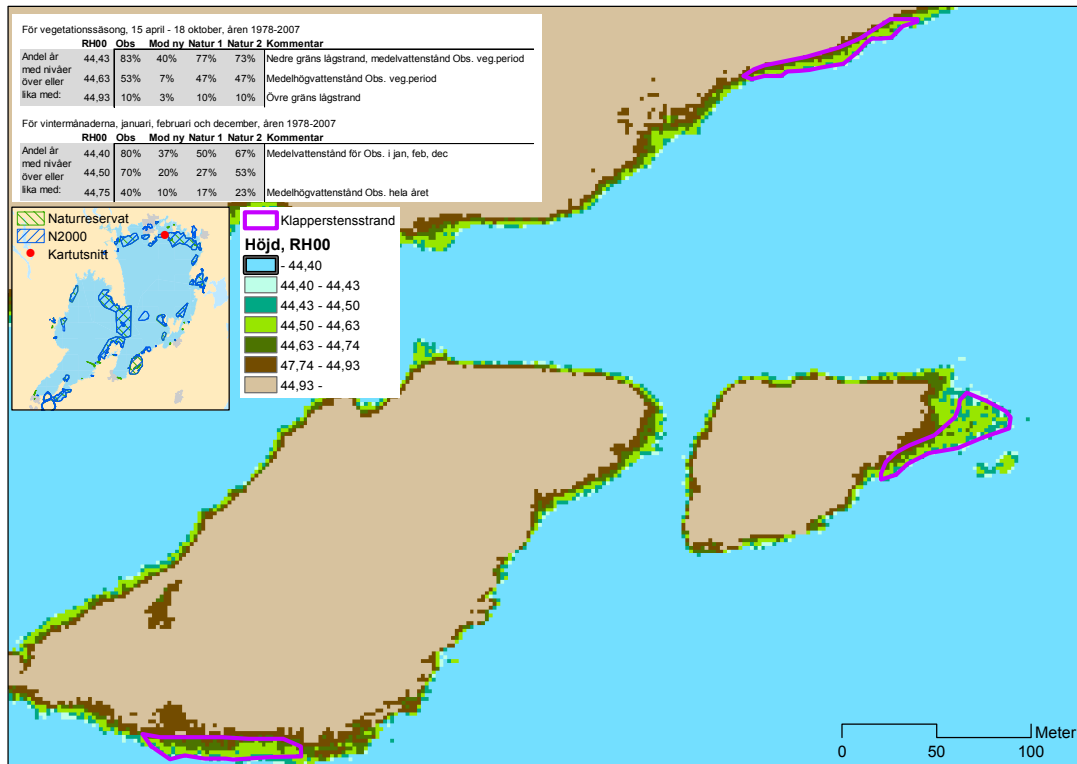 För vegetationssäsong, 15 april - 18 oktober, åren 1978-2007
RH00 Obs Mod ny Natur 1 Natur 2 Kommentar
Andel år med nivåer över eller lika med:
44,43 83% 40% 77% 73% Nedre gräns lågstrand, medelvattenstånd Obs. veg.period
44,63 53% 7% 47% 47% Medelhögvattenstånd Obs. veg.period
44,93 10% 3% 10% 10% Övre gräns lågstrand
För vintermånaderna, januari, februari och december, åren 1978-2007
RH00 Obs Mod ny Natur 1 Natur 2 Kommentar
Andel år med nivåer över eller lika med:
44,40 80% 37% 50% 67% Medelvattenstånd för Obs. i jan, feb, dec
44,50 70% 20% 27% 53%
44,75 40% 10% 17% 23% Medelhögvattenstånd Obs. hela året
Naturreservat
N2000
Kartutsnitt
Klapperstensstrand
Höjd, RH00
- 44,40
44,40 - 44,43
44,43 - 44,50
44,50 - 44,63
44,63 - 44,74
47,74 - 44,93
44,93 -
Meter
0 50 100